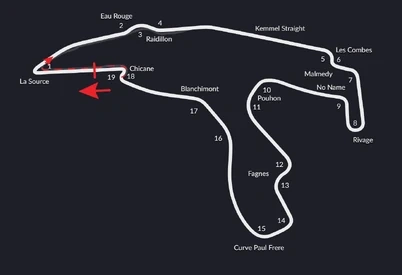 Eau Rouge
2
4
3
Raidillon
Kemmel Straight
Les Combes
5
6
1
La Source
Chicane
19
18
Malmedy
7
No Name
10
Pouhon
9
Blanchimont
11
17
8
Rivage
16
12
Fagnes
13
14
15
Curve Paul Frere